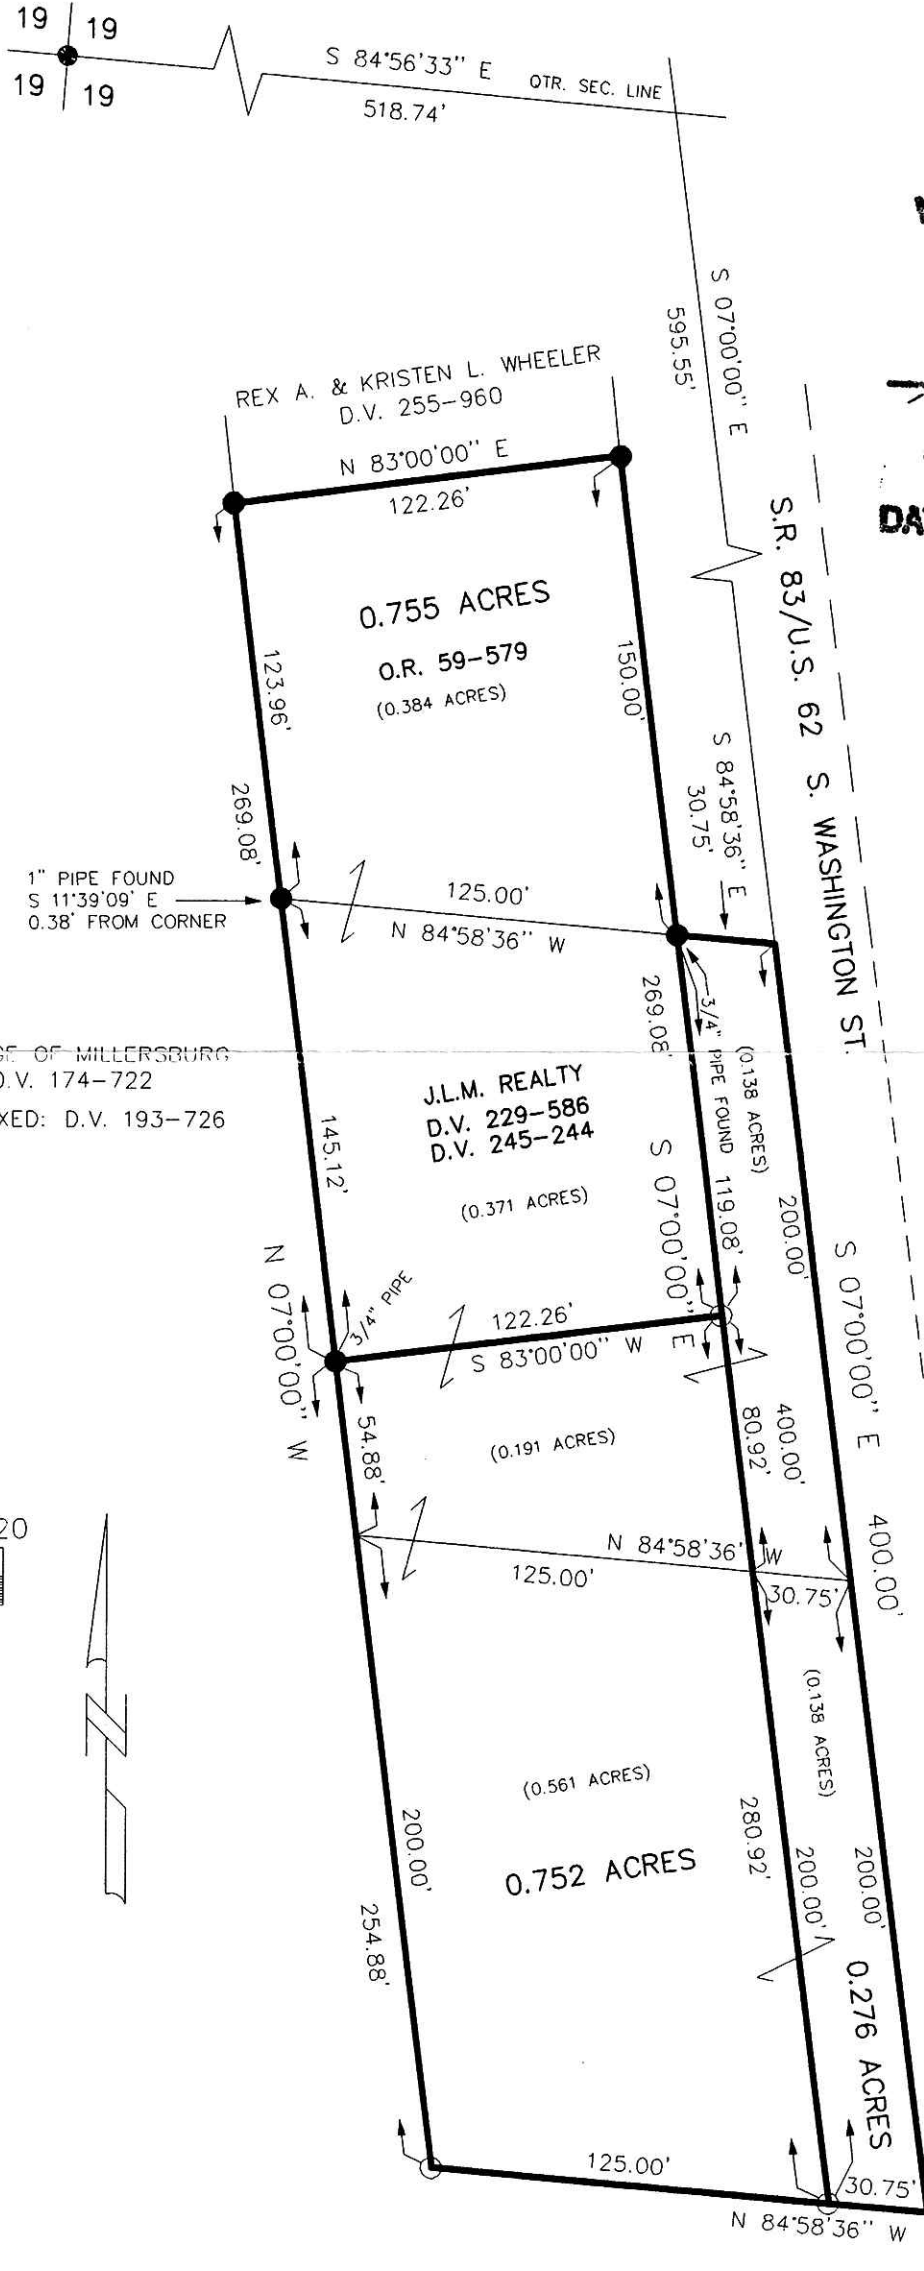 19 19
19 19
S 84°56'33" E
QTR. SEC. LINE
518.74'
S 07°00'00" E
595.55'
REX A. & KRISTEN L. WHEELER
D.V. 255-960
N 83°00'00" E
122.26'
S.R. 83/U.S. 62 S. WASHINGTON ST.
0.755 ACRES
O.R. 59-579
(0.384 ACRES)
123.96'
150.00'
269.08'
S 84°58'36" E
30.75'
1" PIPE FOUND
S 11°39'09' E
0.38' FROM CORNER
125.00'
N 84°58'36" W
269.08'
3/4" PIPE FOUND
(0.138 ACRES)
OF MILLERSBURG
D.V. 174-722
XED: D.V. 193-726
J.L.M. REALTY
D.V. 229-586
D.V. 245-244
(0.371 ACRES)
145.12'
119.08'
200.00'
S 07°00'00" E
S 07°00'00" E
400.00'
N 07°00'00" W
3/4" PIPE
122.26'
S 83°00'00" W
54.88'
(0.191 ACRES)
80.92'
400.00'
N 84°58'36" W
125.00'
30.75'
20
(0.138 ACRES)
(0.561 ACRES)
0.752 ACRES
200.00'
254.88'
280.92'
200.00'
200.00'
0.276 ACRES
125.00'
30.75'
N 84°58'36" W